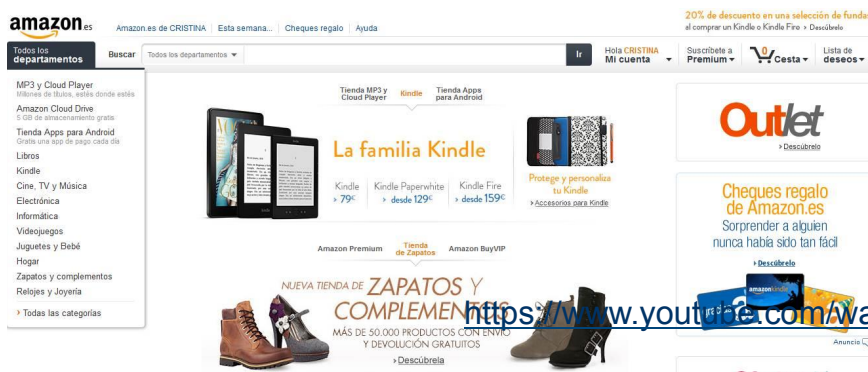 amazon.es
Amazon.es de CRISTINA | Esta semana... | Cheques regalo | Ayuda
20% de descuento en una selección de funda
al comprar un Kindle o Kindle Fire › Descúbrelo
Todos los
departamentos
Buscar
Todos los departamentos
Ir
Hola CRISTINA
Mi cuenta
Suscríbete a
Premium
0
Cesta
Lista de
deseos
MP3 y Cloud Player
Millones de títulos, estés donde estés
Amazon Cloud Drive
5 GB de almacenamiento gratis
Tienda Apps para Android
Gratis una app de pago cada día
Libros
Kindle
Cine, TV y Música
Electrónica
Informática
Videojuegos
Juguetes y Bebé
Hogar
Zapatos y complementos
Relojes y Joyería
› Todas las categorías
Tienda MP3 y
Cloud Player
Kindle
Tienda Apps
para Android
La familia Kindle
Kindle
› 79€
Kindle Paperwhite
› desde 129€
Kindle Fire
› desde 159€
Protege y personaliza
tu Kindle
› Accesorios para Kindle
Amazon Premium
Tienda
de Zapatos
Amazon BuyVIP
NUEVA TIENDA DE ZAPATOS Y
COMPLEMENTOS
MÁS DE 50.000 PRODUCTOS CON ENVÍO
Y DEVOLUCIÓN GRATUITOS
› Descúbrela
Outlet
› Descúbrelo
Cheques regalo
de Amazon.es
Sorprender a alguien
nunca había sido tan fácil
› Descúbrelo
amazonkindle
https://www.youtube.com/wa
Anuncio